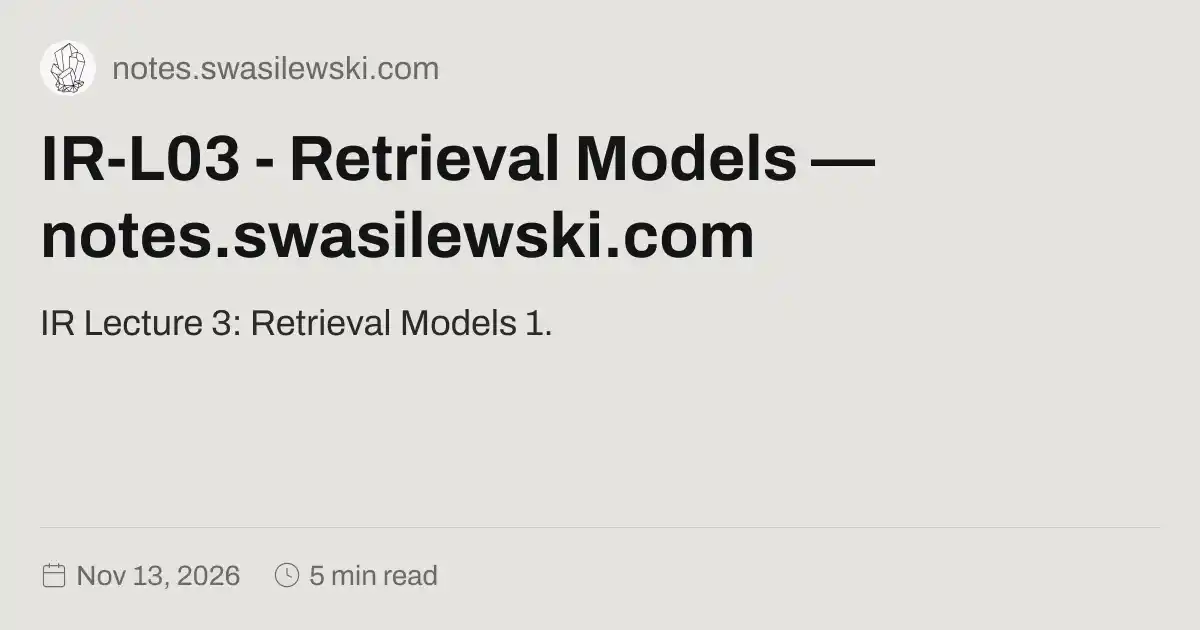 notes.swasilewski.com
IR-L03 - Retrieval Models —
notes.swasilewski.com
IR Lecture 3: Retrieval Models 1.
Nov 13, 2026 5 min read